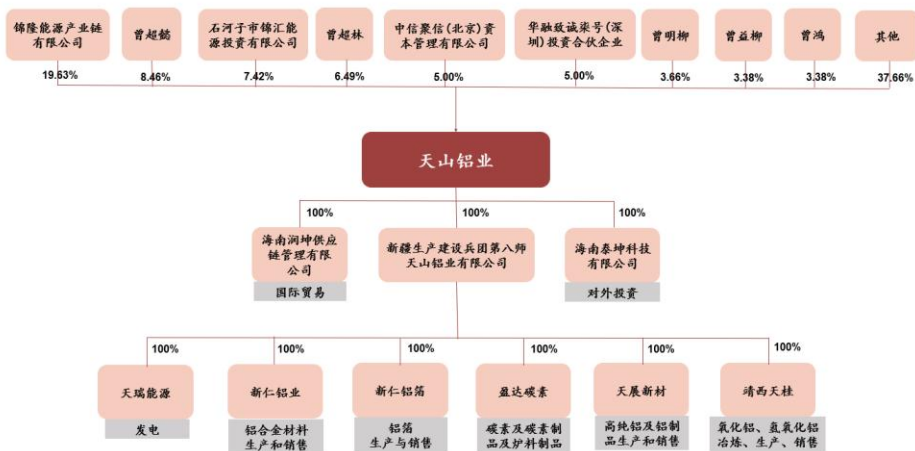 锦隆能源产业链
有限公司
曾超懿
石河子市锦汇能
源投资有限公司
曾超林
中信聚信(北京)资
本管理有限公司
华融致诚柒号(深
圳)投资合伙企业
曾明柳
曾益柳
曾鸿
其他
19.63%
8.46%
7.42%
6.49%
5.00%
5.00%
3.66%
3.38%
3.38%
37.66%
天山铝业
100%
100%
100%
海南润坤供应
链管理有限
公司
国际贸易
新疆生产建设兵团第八师
天山铝业有限公司
海南泰坤科技
有限公司
对外投资
100%
100%
100%
100%
100%
100%
天瑞能源
发电
新仁铝业
铝合金材料
生产和销售
新仁铝箔
铝箔
生产与销售
盈达碳素
碳素及碳素制
品及炉料制品
天展新材
高纯铝及铝制
品生产和销售
靖西天桂
氧化铝、氢氧化铝
冶炼、生产、销售